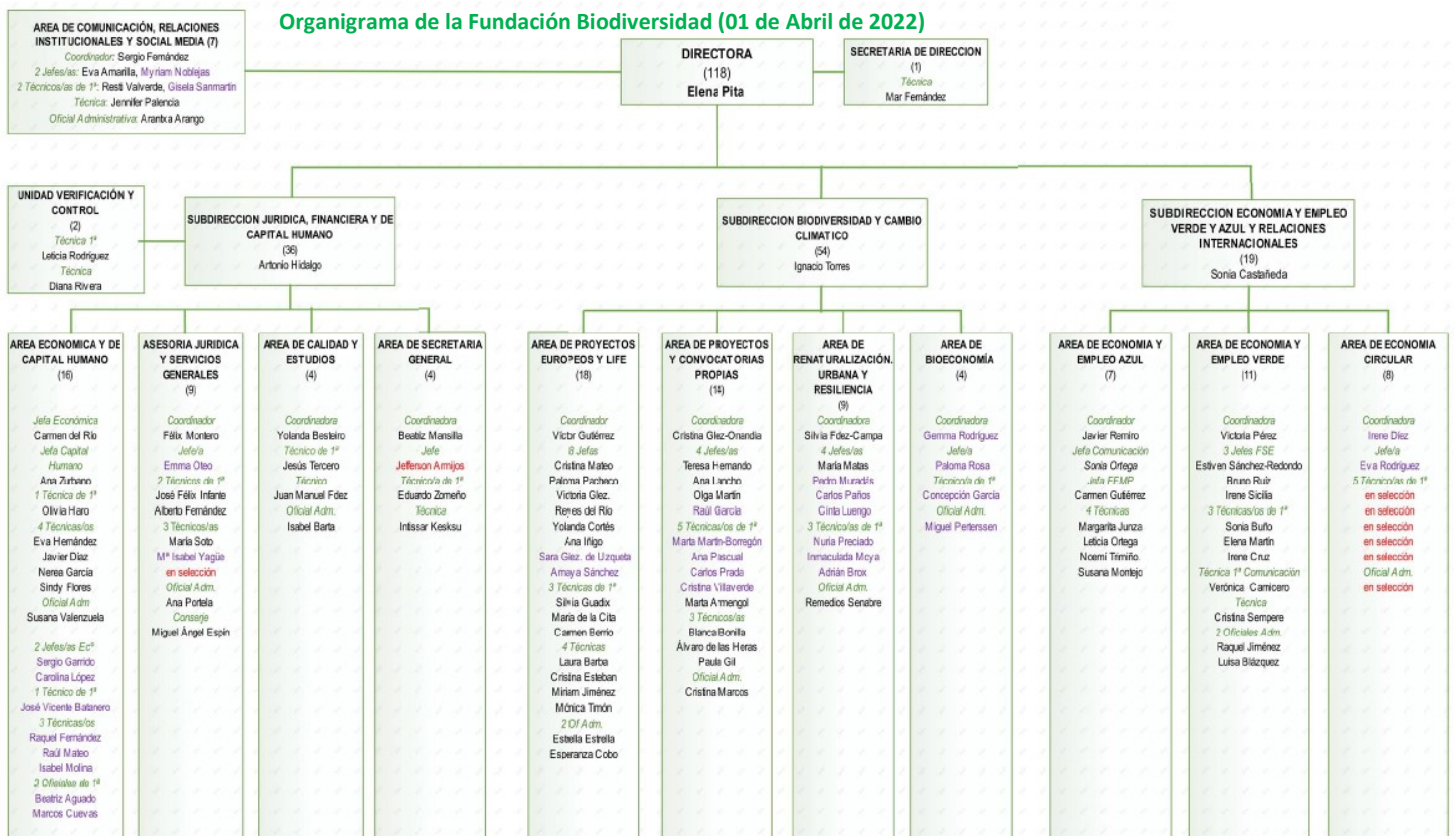 Organigrama de la Fundación Biodiversidad (01 de Abril de 2022)
AREA DE COMUNICACIÓN, RELACIONES
INSTITUCIONALES Y SOCIAL MEDIA (7)
Coordinador: Sergio Fernández
2 Jefes/as: Eva Amarilla, Myriam Noblejas
2 Técnicos/as de 1ª: Resti Valverde, Gisela Sanmartin
Técnica: Jennifer Palencia
Oficial Administrativa: Arantxa Arango
DIRECTORA
(118)
Elena Pita
SECRETARIA DE DIRECCION
(1)
Técnica
Mar Fernández
UNIDAD VERIFICACIÓN Y
CONTROL
(2)
Técnica 1ª
Leticia Rodríguez
Técnica
Diana Rivera
SUBDIRECCION JURIDICA, FINANCIERA Y DE
CAPITAL HUMANO
(36)
Antonio Hidalgo
SUBDIRECCION BIODIVERSIDAD Y CAMBIO
CLIMATICO
(54)
Ignacio Torres
SUBDIRECCION ECONOMIA Y EMPLEO
VERDE Y AZUL Y RELACIONES
INTERNACIONALES
(19)
Sonia Castañeda
AREA ECONOMICA Y DE
CAPITAL HUMANO
(16)
Jefa Económica
Carmen del Río
Jefa Capital
Humano
Ana Zurbano
1 Técnica de 1ª
Olivia Haro
4 Técnicas/os
Eva Hernández
Javier Díaz
Nerea García
Sindy Flores
Oficial Adm
Susana Valenzuela
2 Jefes/as Ecª
Sergio Garrido
Carolina López
1 Técnico de 1ª
José Vicente Batanero
3 Técnicas/os
Raquel Fernández
Raúl Mateo
Isabel Molina
3 Oficiales de 1ª
Beatriz Aguado
Marcos Cuevas
ASESORIA JURIDICA
Y SERVICIOS
GENERALES
(9)
Coordinador
Félix Montero
Jefe/a
Emma Oteo
2 Técnicos de 1ª
José Félix Infante
Alberto Fernández
3 Técnicos/as
María Soto
Mª Isabel Yagüe
en selección
Oficial Adm.
Ana Portela
Conserje
Miguel Ángel Espín
AREA DE CALIDAD Y
ESTUDIOS
(4)
Coordinadora
Yolanda Besteiro
Técnico de 1ª
Jesús Tercero
Técnico
Juan Manuel Fdez
Oficial Adm.
Isabel Barta
AREA DE SECRETARIA
GENERAL
(4)
Coordinadora
Beatriz Mansilla
Jefe
Jefferson Armijos
Técnico/a de 1ª
Eduardo Zomeño
Técnica
Intissar Kesksu
AREA DE PROYECTOS
EUROPEOS Y LIFE
(18)
Coordinador
Víctor Gutiérrez
8 Jefas
Cristina Mateo
Paloma Pacheco
Victoria Glez.
Reyes del Río
Yolanda Cortés
Ana Iñigo
Sara Glez. de Uzqueta
Amaya Sánchez
3 Técnicas de 1ª
Silvia Guadix
María de la Cita
Carmen Berrio
4 Técnicas
Laura Barba
Cristina Esteban
Miriam Jiménez
Mónica Timón
2 Of Adm.
Estrella Estrella
Esperanza Cobo
AREA DE PROYECTOS
Y CONVOCATORIAS
PROPIAS
(14)
Coordinadora
Cristina Glez-Onandia
4 Jefes/as
Teresa Hernando
Ana Lancho
Olga Martín
Raúl García
5 Técnicas/os de 1ª
Marta Martín-Borregón
Ana Pascual
Carlos Prada
Cristina Villaverde
Marta Armengol
3 Técnicos/as
Blanca Bonilla
Álvaro de las Heras
Paula Gil
Oficial Adm.
Cristina Marcos
AREA DE
RENATURALIZACIÓN.
URBANA Y
RESILIENCIA
(9)
Coordinadora
Silvia Fdez-Campa
4 Jefes/as
María Matas
Pedro Muradás
Carlos Paños
Cinta Luengo
3 Técnico/as de 1ª
Nuria Preciado
Inmaculada Moya
Adrián Brox
Oficial Adm.
Remedios Senabre
AREA DE
BIOECONOMÍA
(4)
Coordinadora
Gemma Rodríguez
Jefe/a
Paloma Rosa
Técnico/a de 1ª
Concepción García
Oficial Adm.
Miguel Perterssen
AREA DE ECONOMIA Y
EMPLEO AZUL
(7)
Coordinador
Javier Remiro
Jefa Comunicación
Sonia Ortega
Jefa FEMP
Carmen Gutiérrez
4 Técnicas
Margarita Junza
Leticia Ortega
Noemí Trimiño.
Susana Montejo
AREA DE ECONOMIA Y
EMPLEO VERDE
(11)
Coordinadora
Victoria Pérez
3 Jefes FSE
Estiven Sánchez-Redondo
Bruno Ruiz
Irene Sicilia
3 Técnicas/os de 1ª
Sonia Buño
Elena Martín
Irene Cruz
Técnica 1ª Comunicación
Verónica Carnicero
Técnica
Cristina Sempere
2 Oficiales Adm.
Raquel Jiménez
Luisa Blázquez
AREA DE ECONOMIA
CIRCULAR
(8)
Coordinadora
Irene Díez
Jefe/a
Eva Rodríguez
5 Técnico/as de 1ª
en selección
en selección
en selección
en selección
en selección
Oficial Adm.
en selección